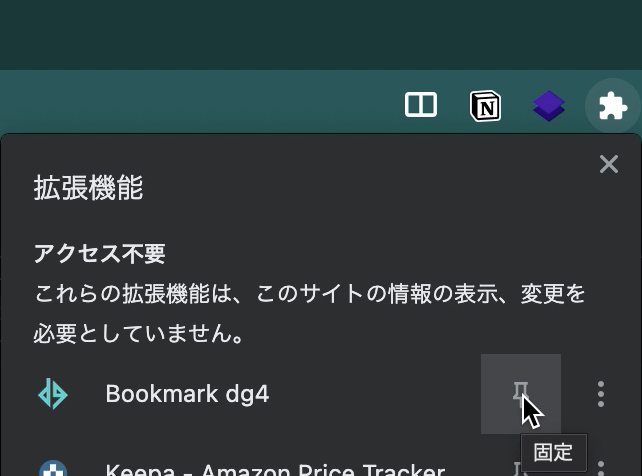 N
拡張機能
アクセス不要
これらの拡張機能は、このサイトの情報の表示、変更を
必要としていません。
Bookmark dg4
固定
Keepa - Amazon Price Tracker